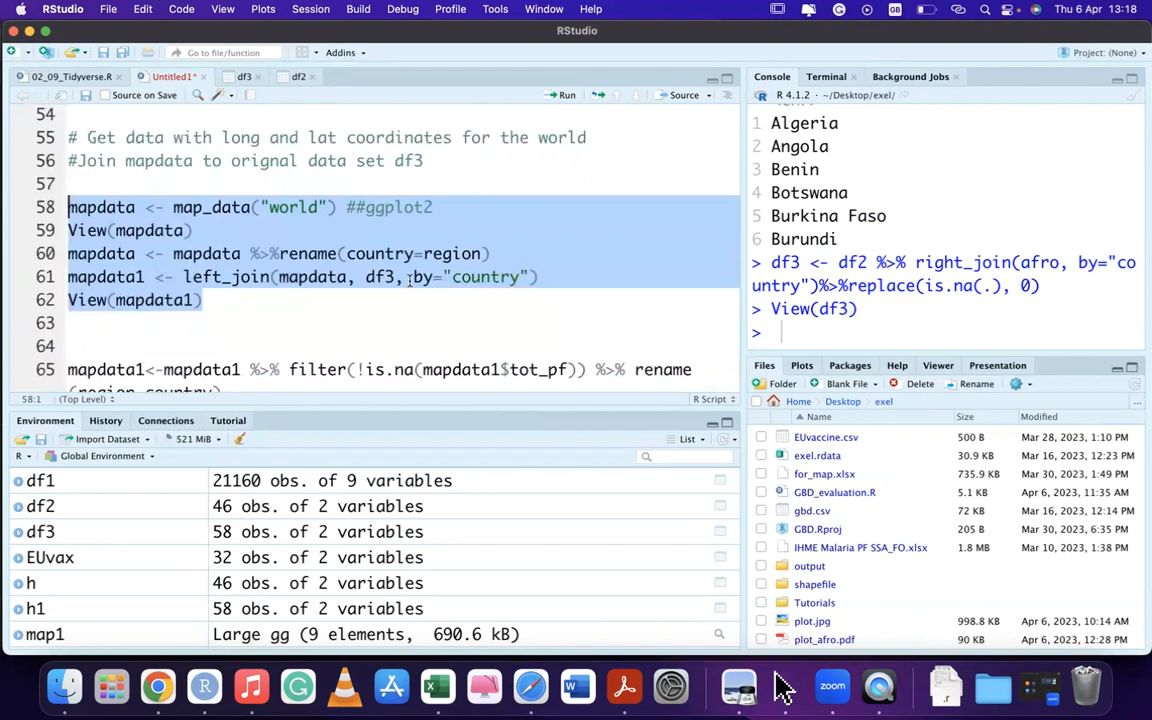 RStudio File Edit Code View Plots Session Build Debug Profile Tools Window Help Thu 6 Apr 13:18
RStudio
Go to file/function Addins Project: (None)
02_09_Tidyverse.R Untitled1* df3 df2
Source on Save Run Source
54
55 # Get data with long and lat coordinates for the world
56 #Join mapdata to orignal data set df3
57
58 mapdata <- map_data("world") ##ggplot2
59 View(mapdata)
60 mapdata <- mapdata %>%rename(country=region)
61 mapdata1 <- left_join(mapdata, df3, by="country")
62 View(mapdata1)
63
64
65 mapdata1<-mapdata1 %>% filter(!is.na(mapdata1$tot_pf)) %>% rename
(region=country)
58:1 (Top Level) R Script
Console Terminal Background Jobs
R 4.1.2 · ~/Desktop/exel/
1 Algeria
2 Angola
3 Benin
4 Botswana
5 Burkina Faso
6 Burundi
> df3 <- df2 %>% right_join(afro, by="co
untry")%>%replace(is.na(.), 0)
> View(df3)
>
Environment History Connections Tutorial
Import Dataset 521 MiB List
R Global Environment
df1 21160 obs. of 9 variables
df2 46 obs. of 2 variables
df3 58 obs. of 2 variables
EUvax 32 obs. of 2 variables
h 46 obs. of 2 variables
h1 58 obs. of 2 variables
map1 Large gg (9 elements, 690.6 kB)
Files Plots Packages Help Viewer Presentation
Folder Blank File Delete Rename
Home Desktop exel
Name Size Modified
EUvaccine.csv 500 B Mar 28, 2023, 1:10 PM
exel.rdata 30.9 KB Mar 16, 2023, 12:23 PM
for_map.xlsx 735.9 KB Mar 30, 2023, 1:49 PM
GBD_evaluation.R 5.1 KB Apr 6, 2023, 11:35 AM
gbd.csv 72 KB Mar 16, 2023, 12:14 PM
GBD.Rproj 205 B Mar 30, 2023, 6:35 PM
IHME Malaria PF SSA_FO.xlsx 1.8 MB Mar 10, 2023, 1:38 PM
output
shapefile
Tutorials
plot.jpg 998.8 KB Apr 6, 2023, 10:14 AM
plot_afro.pdf 90 KB Apr 6, 2023, 12:28 PM
zoom